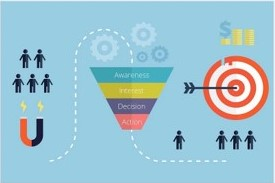 Awareness
Interest
Decision
Action
$